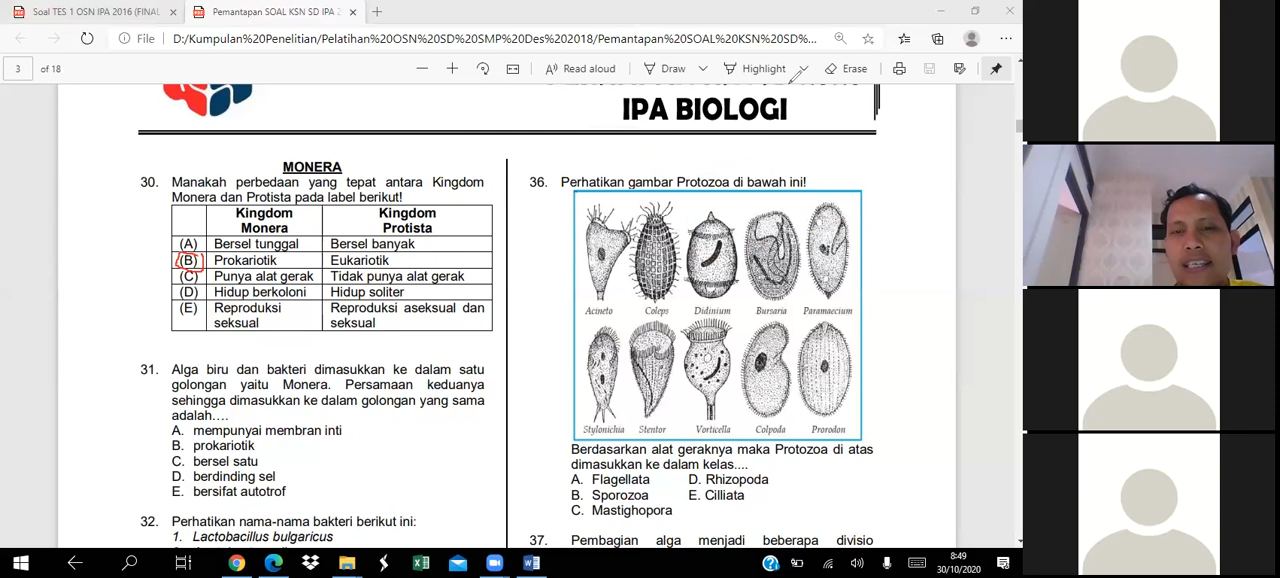 Soal TES 1 OSN IPA 2016 (FINAL
Pemantapan SOAL KSN SD IPA 2
File
D:/Kumpulan%20Penelitian/Pelatihan%20OSN%20SD%20SMP%20Des%202018/Pemantapan%20SOAL%20KSN%20SD%...
3 of 18
Read aloud
Draw
Highlight
Erase
IPA BIOLOGI
MONERA
30. Manakah perbedaan yang tepat antara Kingdom
Monera dan Protista pada label berikut!
Kingdom Monera Kingdom Protista
(A) Bersel tunggal Bersel banyak
(B) Prokariotik Eukariotik
(C) Punya alat gerak Tidak punya alat gerak
(D) Hidup berkoloni Hidup soliter
(E) Reproduksi seksual Reproduksi aseksual dan seksual
31. Alga biru dan bakteri dimasukkan ke dalam satu
golongan yaitu Monera. Persamaan keduanya
sehingga dimasukkan ke dalam golongan yang sama
adalah....
A. mempunyai membran inti
B. prokariotik
C. bersel satu
D. berdinding sel
E. bersifat autotrof
32. Perhatikan nama-nama bakteri berikut ini:
1. Lactobacillus bulgaricus
36. Perhatikan gambar Protozoa di bawah ini!
Acineto Coleps Didinium Bursaria Paramaecium
Stylonichia Stentor Vorticella Colpoda Prorodon
Berdasarkan alat geraknya maka Protozoa di atas
dimasukkan ke dalam kelas....
A. Flagellata D. Rhizopoda
B. Sporozoa E. Cilliata
C. Mastighopora
37. Pembagian alga menjadi beberapa divisio
8:49
30/10/2020